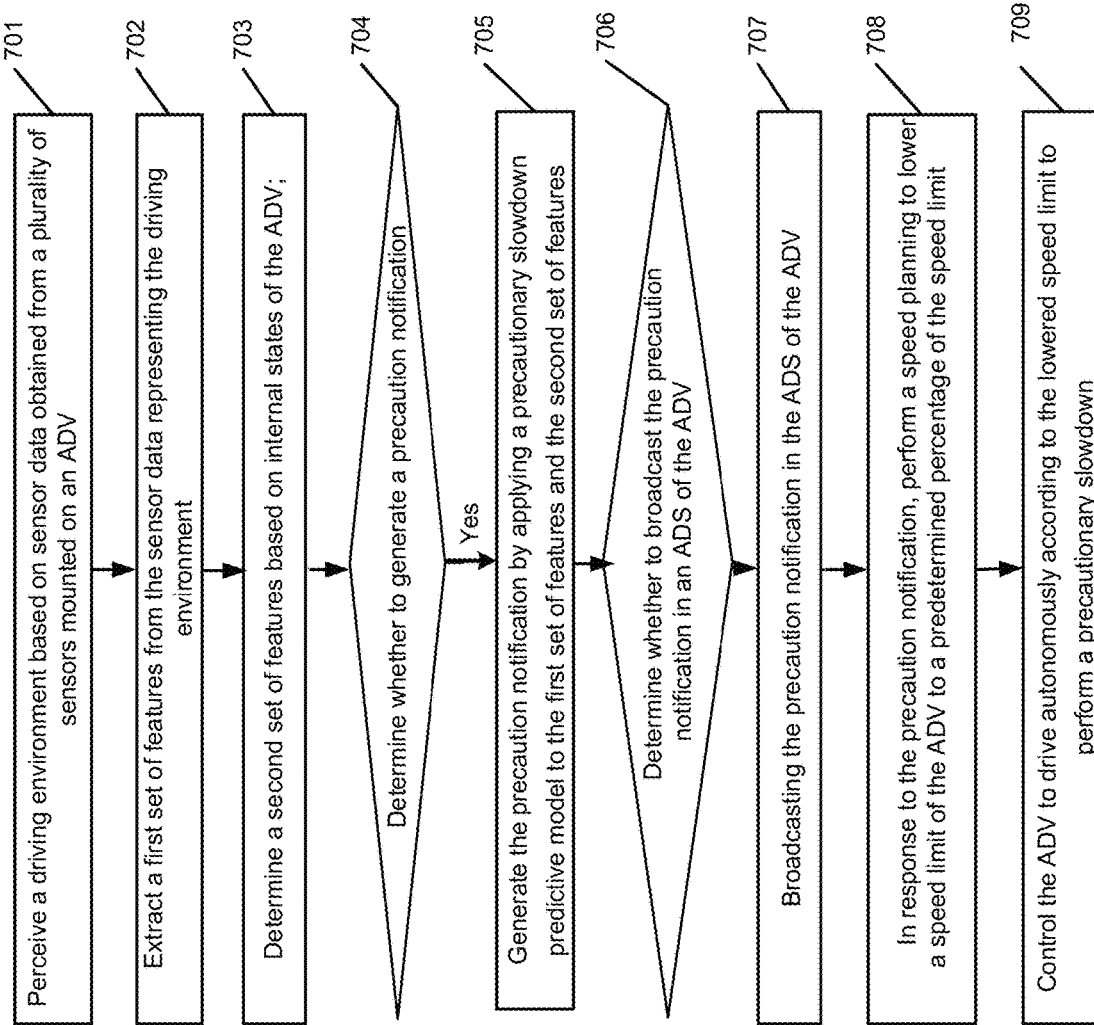 701
Perceive a driving environment based on sensor data obtained from a plurality of
sensors mounted on an ADV
702
Extract a first set of features from the sensor data representing the driving
environment
703
Determine a second set of features based on internal states of the ADV;
704
Determine whether to generate a precaution notification
Yes
705
Generate the precaution notification by applying a precautionary slowdown
predictive model to the first set of features and the second set of features
706
Determine whether to broadcast the precaution
notification in an ADS of the ADV
707
Broadcasting the precaution notification in the ADS of the ADV
708
In response to the precaution notification, perform a speed planning to lower
a speed limit of the ADV to a predetermined percentage of the speed limit
709
Control the ADV to drive autonomously according to the lowered speed limit to
perform a precautionary slowdown